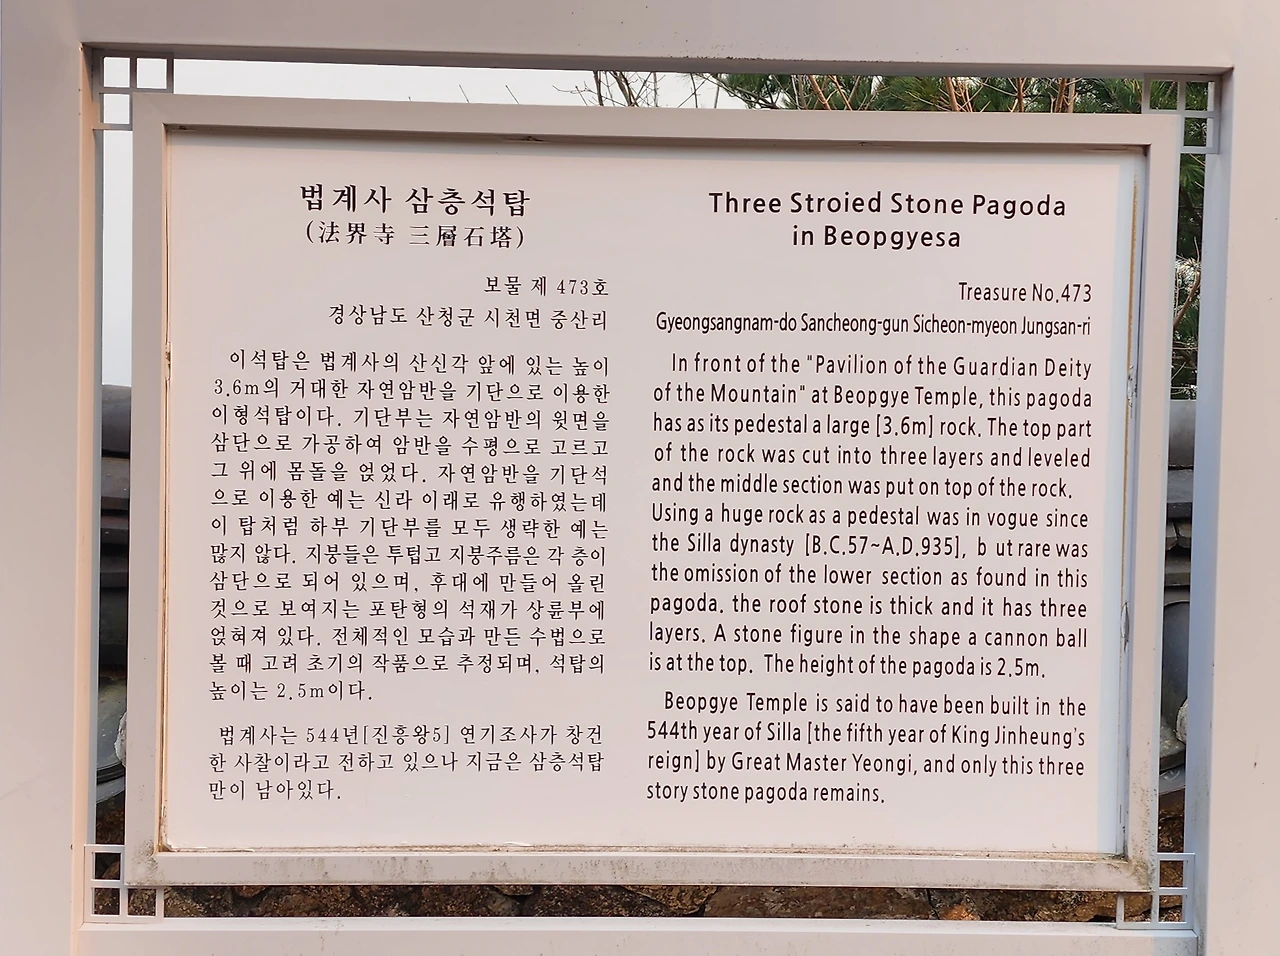 법계사 삼층석탑
(法界寺 三層石塔)
보물 제 473호
경상남도 산청군 시천면 중산리
이석탑은 법계사의 산신각 앞에 있는 높이
3.6m의 거대한 자연암반을 기단으로 이용한
이형석탑이다. 기단부는 자연암반의 윗면을
삼단으로 가공하여 암반을 수평으로 고르고
그 위에 몸돌을 얹었다. 자연암반을 기단석
으로 이용한 예는 신라 이래로 유행하였는데
이 탑처럼 하부 기단부를 모두 생략한 예는
많지 않다. 지붕들은 투텁고 지붕주름은 각 층이
삼단으로 되어 있으며, 후대에 만들어 올린
것으로 보여지는 포탄형의 석재가 상륜부에
얹혀져 있다. 전체적인 모습과 만든 수법으로
볼 때 고려 초기의 작품으로 추정되며, 석탑의
높이는 2.5m이다.
법계사는 544년[진흥왕5] 연기조사가 창건
한 사찰이라고 전하고 있으나 지금은 삼층석탑
만이 남아있다.
Three Stroied Stone Pagoda
in Beopgyesa
Treasure No.473
Gyeongsangnam-do Sancheong-gun Sicheon-myeon Jungsan-ri
In front of the "Pavilion of the Guardian Deity
of the Mountain" at Beopgye Temple, this pagoda
has as its pedestal a large [3.6m] rock. The top part
of the rock was cut into three layers and leveled
and the middle section was put on top of the rock.
Using a huge rock as a pedestal was in vogue since
the Silla dynasty [B.C.57~A.D.935], b ut rare was
the omission of the lower section as found in this
pagoda. the roof stone is thick and it has three
layers. A stone figure in the shape a cannon ball
is at the top. The height of the pagoda is 2.5m.
Beopgye Temple is said to have been built in the
544th year of Silla [the fifth year of King Jinheung's
reign] by Great Master Yeongi, and only this three
story stone pagoda remains.